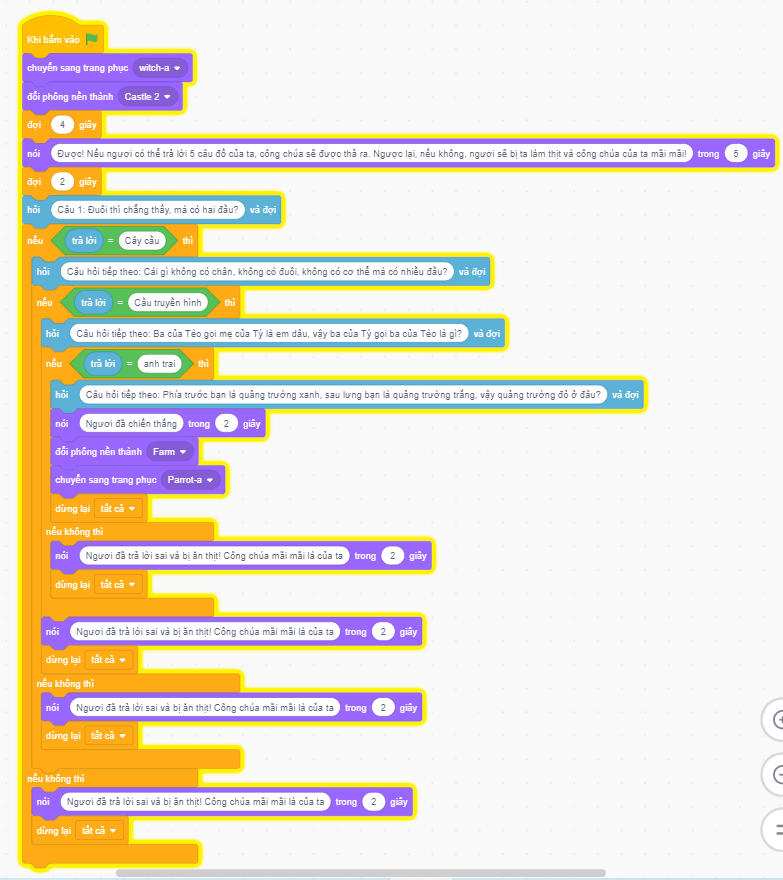 Khi bấm vào
chuyển sang trang phục witch-a
đổi phông nền thành Castle 2
đợi 4 giây
nói Được! Nếu ngươi có thể trả lời 5 câu đố của ta, công chúa sẽ được thả ra. Ngược lại, nếu không, ngươi sẽ bị ta làm thịt và công chúa của ta mãi mãi! trong 5 giây
đợi 2 giây
hỏi Câu 1: Đuôi thì chẳng thấy, mà có hai đầu? và đợi
nếu trả lời = Cây cầu thì
hỏi Câu hỏi tiếp theo: Cái gì không có chân, không có đuôi, không có cơ thể mà có nhiều đầu? và đợi
nếu trả lời = Cầu truyền hình thì
hỏi Câu hỏi tiếp theo: Ba của Tèo gọi mẹ của Tý là em dâu, vậy ba của Tý gọi ba của Tèo là gì? và đợi
nếu trả lời = anh trai thì
hỏi Câu hỏi tiếp theo: Phía trước bạn là quảng trường xanh, sau lưng bạn là quảng trường trắng, vậy quảng trường đỏ ở đâu? và đợi
nói Ngươi đã chiến thắng trong 2 giây
đổi phông nền thành Farm
chuyển sang trang phục Parrot-a
dừng lại tất cả
nếu không thì
nói Ngươi đã trả lời sai và bị ăn thịt! Công chúa mãi mãi là của ta trong 2 giây
dừng lại tất cả
nói Ngươi đã trả lời sai và bị ăn thịt! Công chúa mãi mãi là của ta trong 2 giây
dừng lại tất cả
nếu không thì
nói Ngươi đã trả lời sai và bị ăn thịt! Công chúa mãi mãi là của ta trong 2 giây
dừng lại tất cả
nếu không thì
nói Ngươi đã trả lời sai và bị ăn thịt! Công chúa mãi mãi là của ta trong 2 giây
dừng lại tất cả